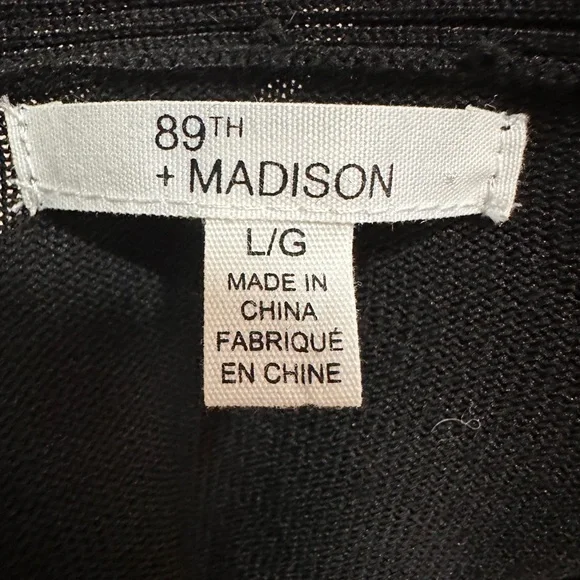 89TH
+ MADISON
L/G
MADE IN
CHINA
FABRIQUÉ
EN CHINE